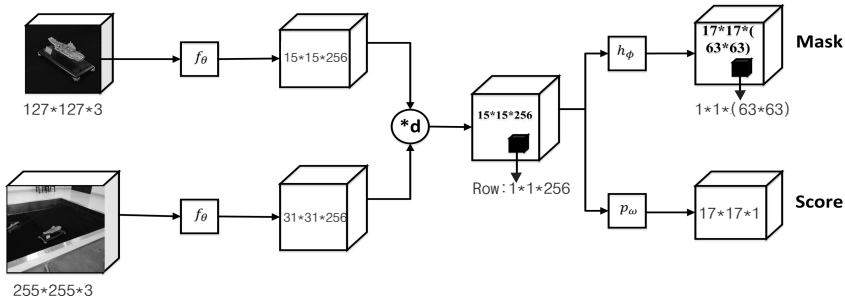 127*127*3
f_θ
15*15*256
*d
15*15*256
Row:1*1*256
h_ϕ
17*17*(
63*63)
1*1*(63*63)
Mask
255*255*3
f_θ
31*31*256
p_ω
17*17*1
Score